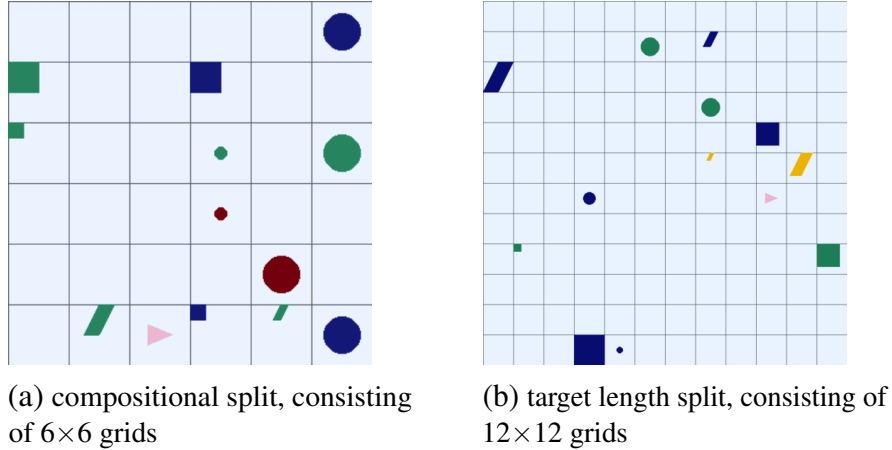 (a) compositional split, consisting
of 6×6 grids
(b) target length split, consisting of
12×12 grids